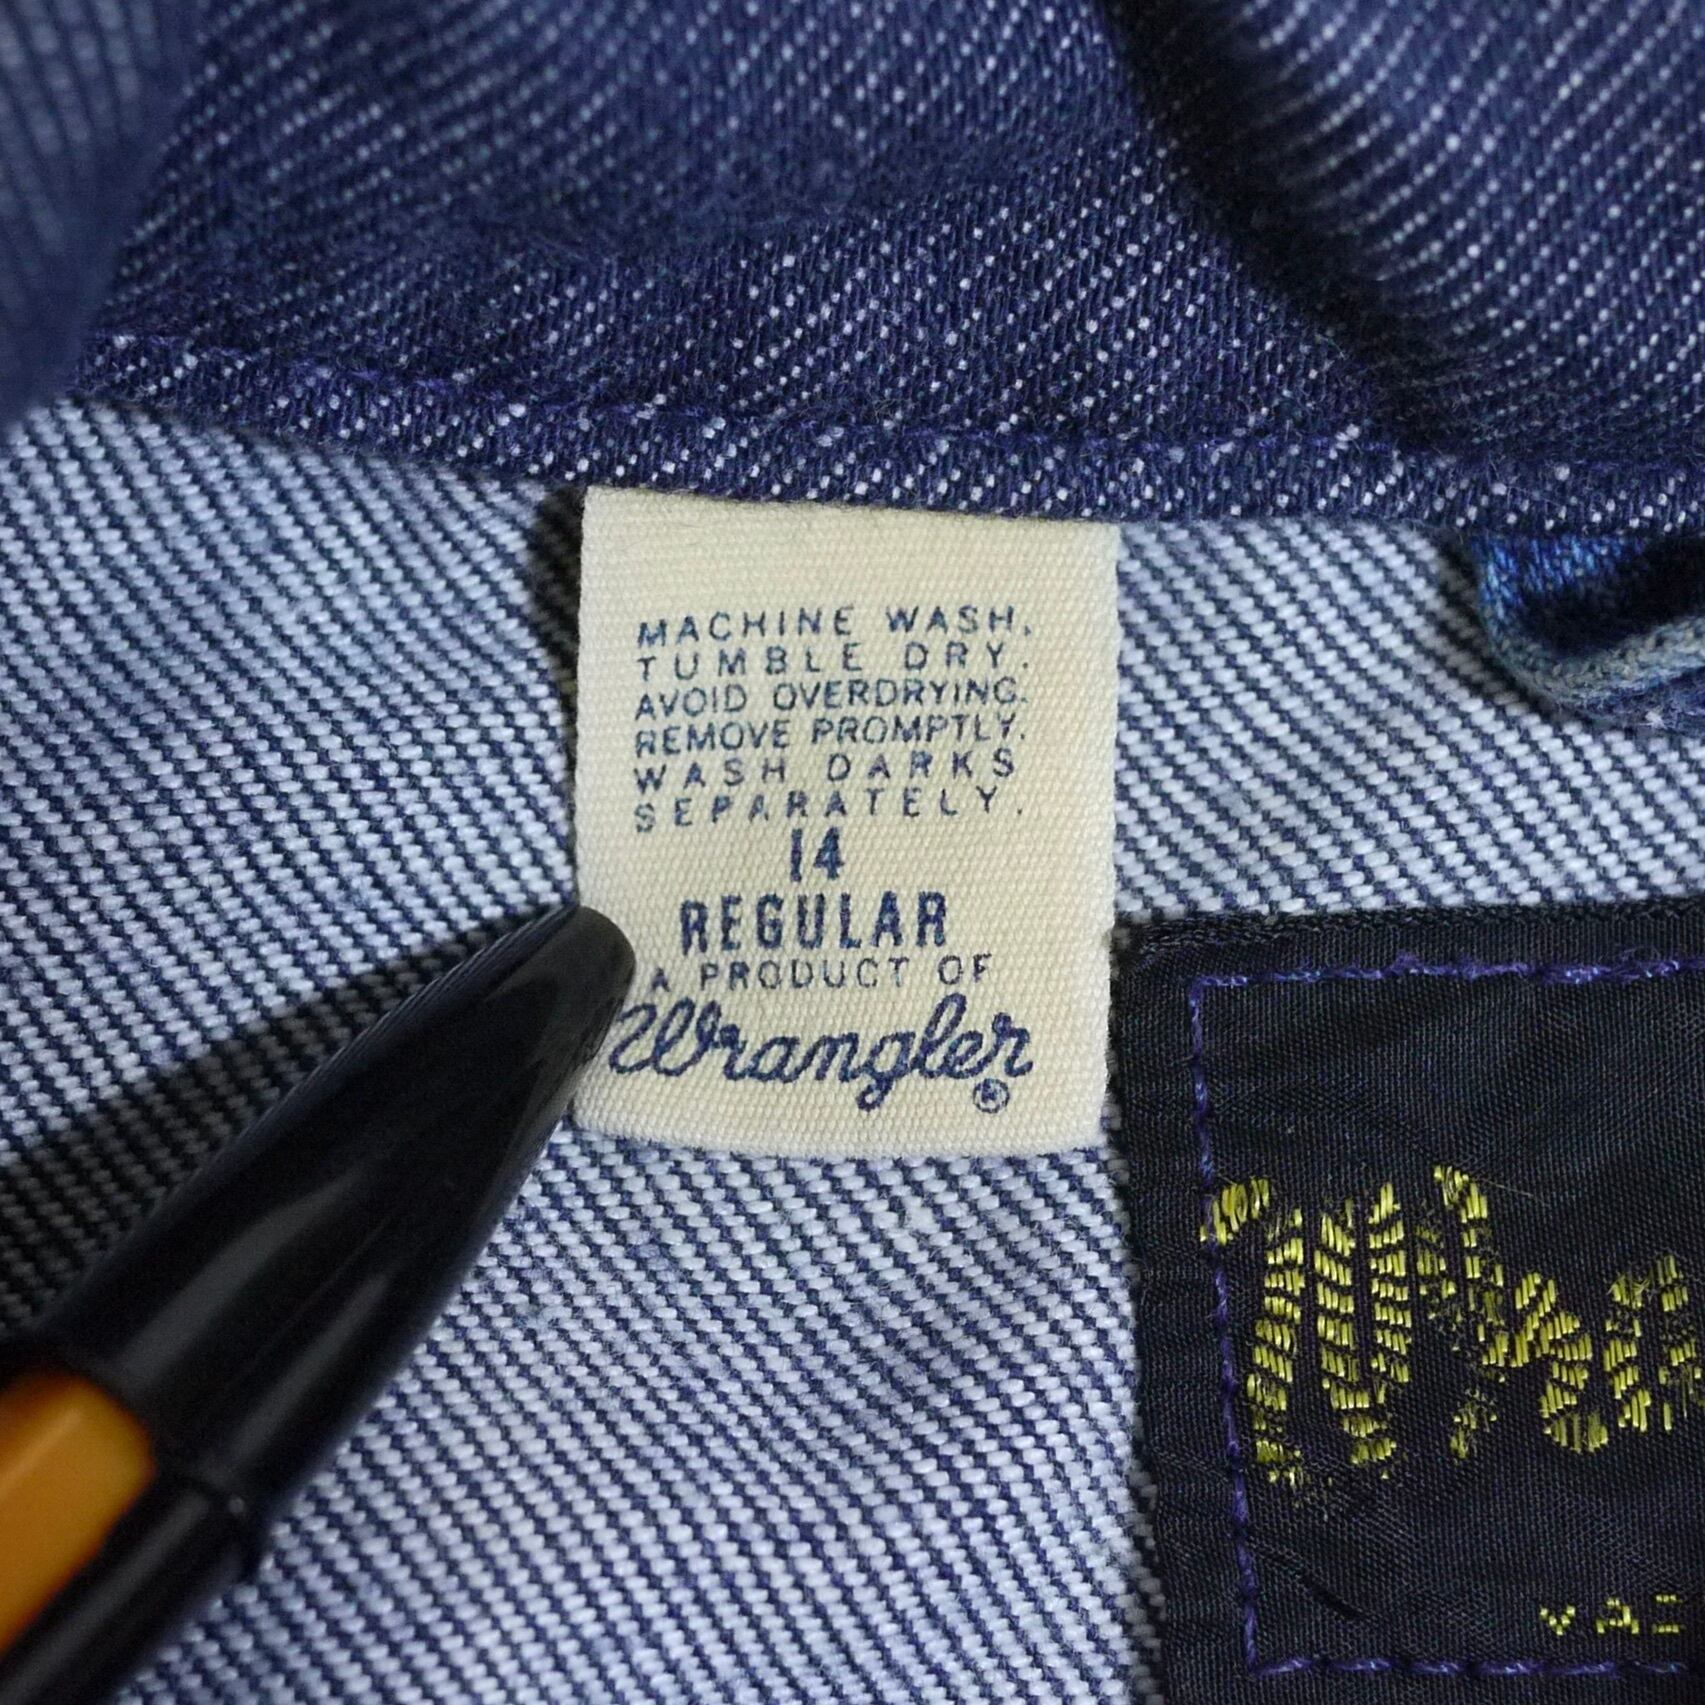 MACHINE WASH.
TUMBLE DRY.
AVOID OVERDRYING.
REMOVE PROMPTLY.
WASH DARKS
SEPARATELY.
14
REGULAR
A PRODUCT OF
Wrangler
®